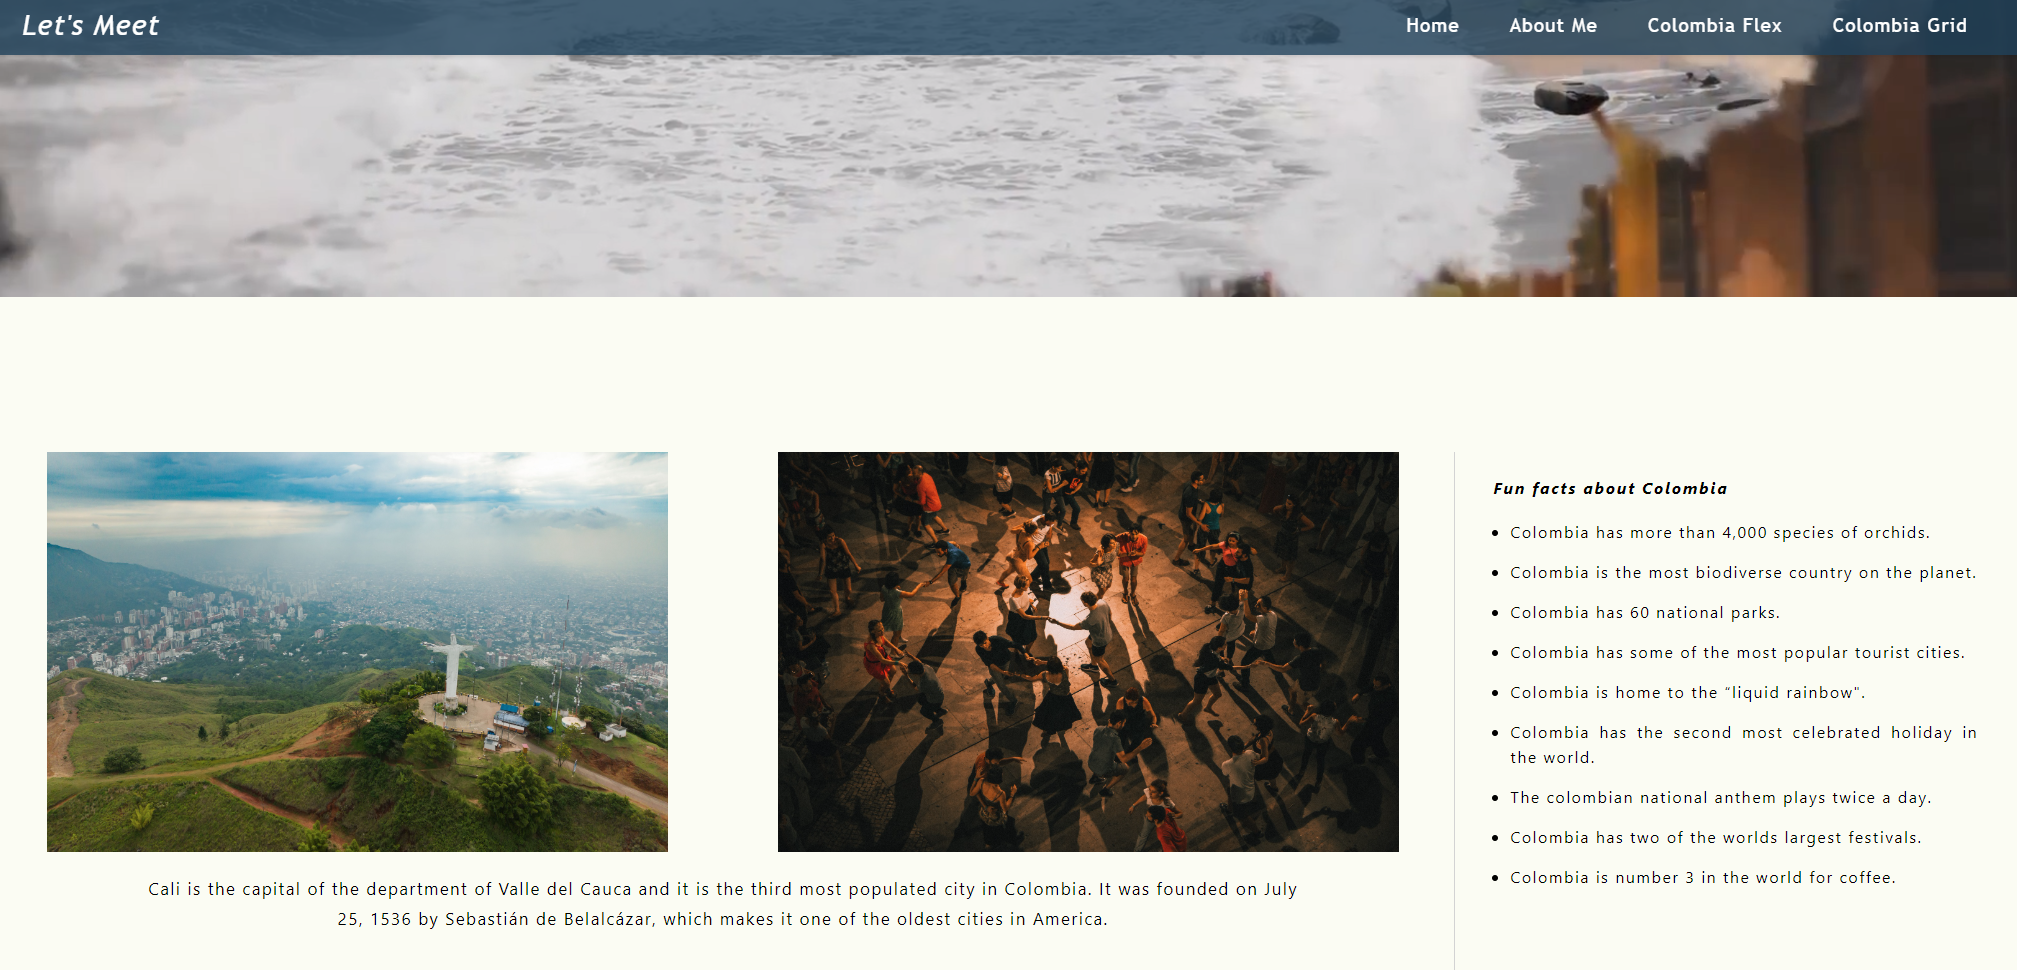 Let's Meet
Home About Me Colombia Flex Colombia Grid
Cali is the capital of the department of Valle del Cauca and it is the third most populated city in Colombia. It was founded on July
25, 1536 by Sebastián de Belalcázar, which makes it one of the oldest cities in America.
Fun facts about Colombia
• Colombia has more than 4,000 species of orchids.
• Colombia is the most biodiverse country on the planet.
• Colombia has 60 national parks.
• Colombia has some of the most popular tourist cities.
• Colombia is home to the “liquid rainbow".
• Colombia has the second most celebrated holiday in
the world.
• The colombian national anthem plays twice a day.
• Colombia has two of the worlds largest festivals.
• Colombia is number 3 in the world for coffee.